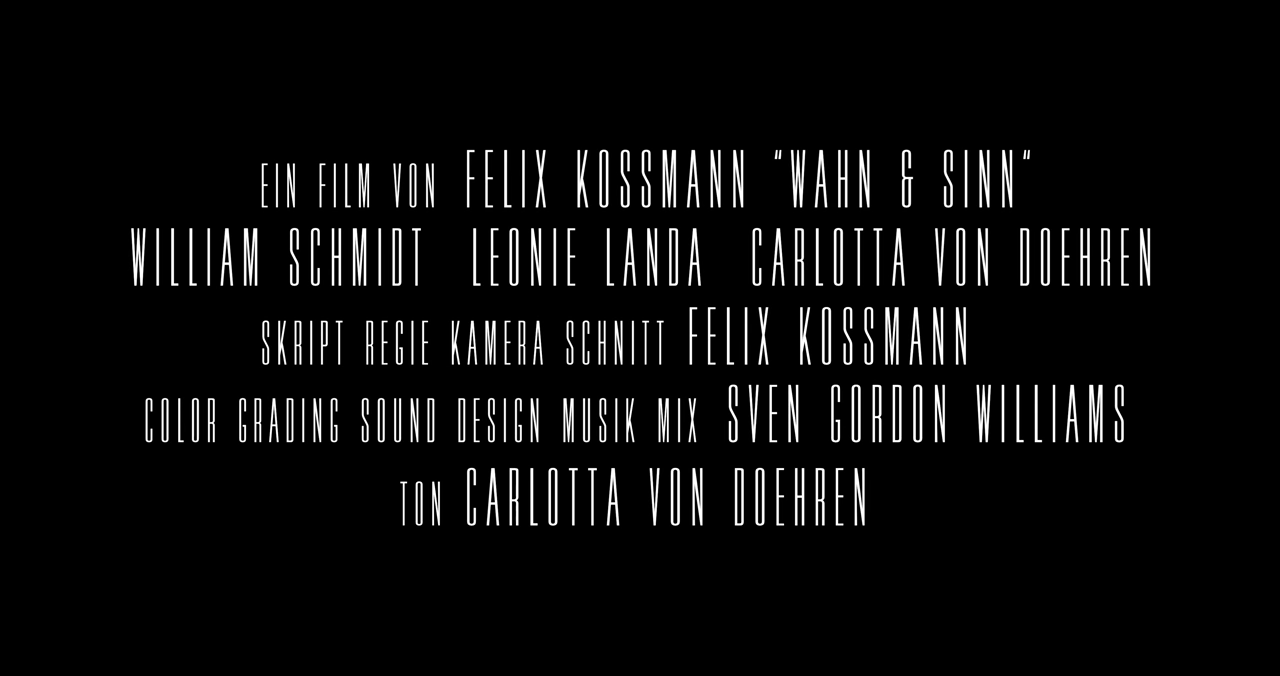 EIN FILM VON FELIX KOSSMANN “WAHN & SINN“
WILLIAM SCHMIDT LEONIE LANDA CARLOTTA VON DOEHREN
SKRIPT REGIE KAMERA SCHNITT FELIX KOSSMANN
COLOR GRADING SOUND DESIGN MUSIK MIX SVEN GORDON WILLIAMS
TON CARLOTTA VON DOEHREN